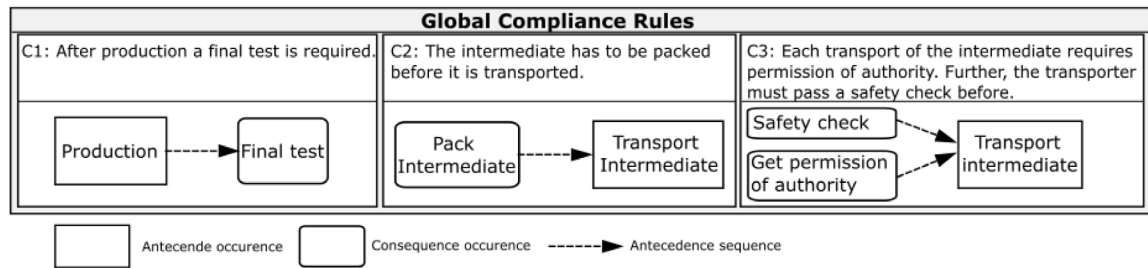 Global Compliance Rules
C1: After production a final test is required.
Production
Final test
C2: The intermediate has to be packed
before it is transported.
Pack
Intermediate
Transport
Intermediate
C3: Each transport of the intermediate requires
permission of authority. Further, the transporter
must pass a safety check before.
Safety check
Get permission
of authority
Transport
intermediate
Antecende occurence
Consequence occurence
Antecedence sequence